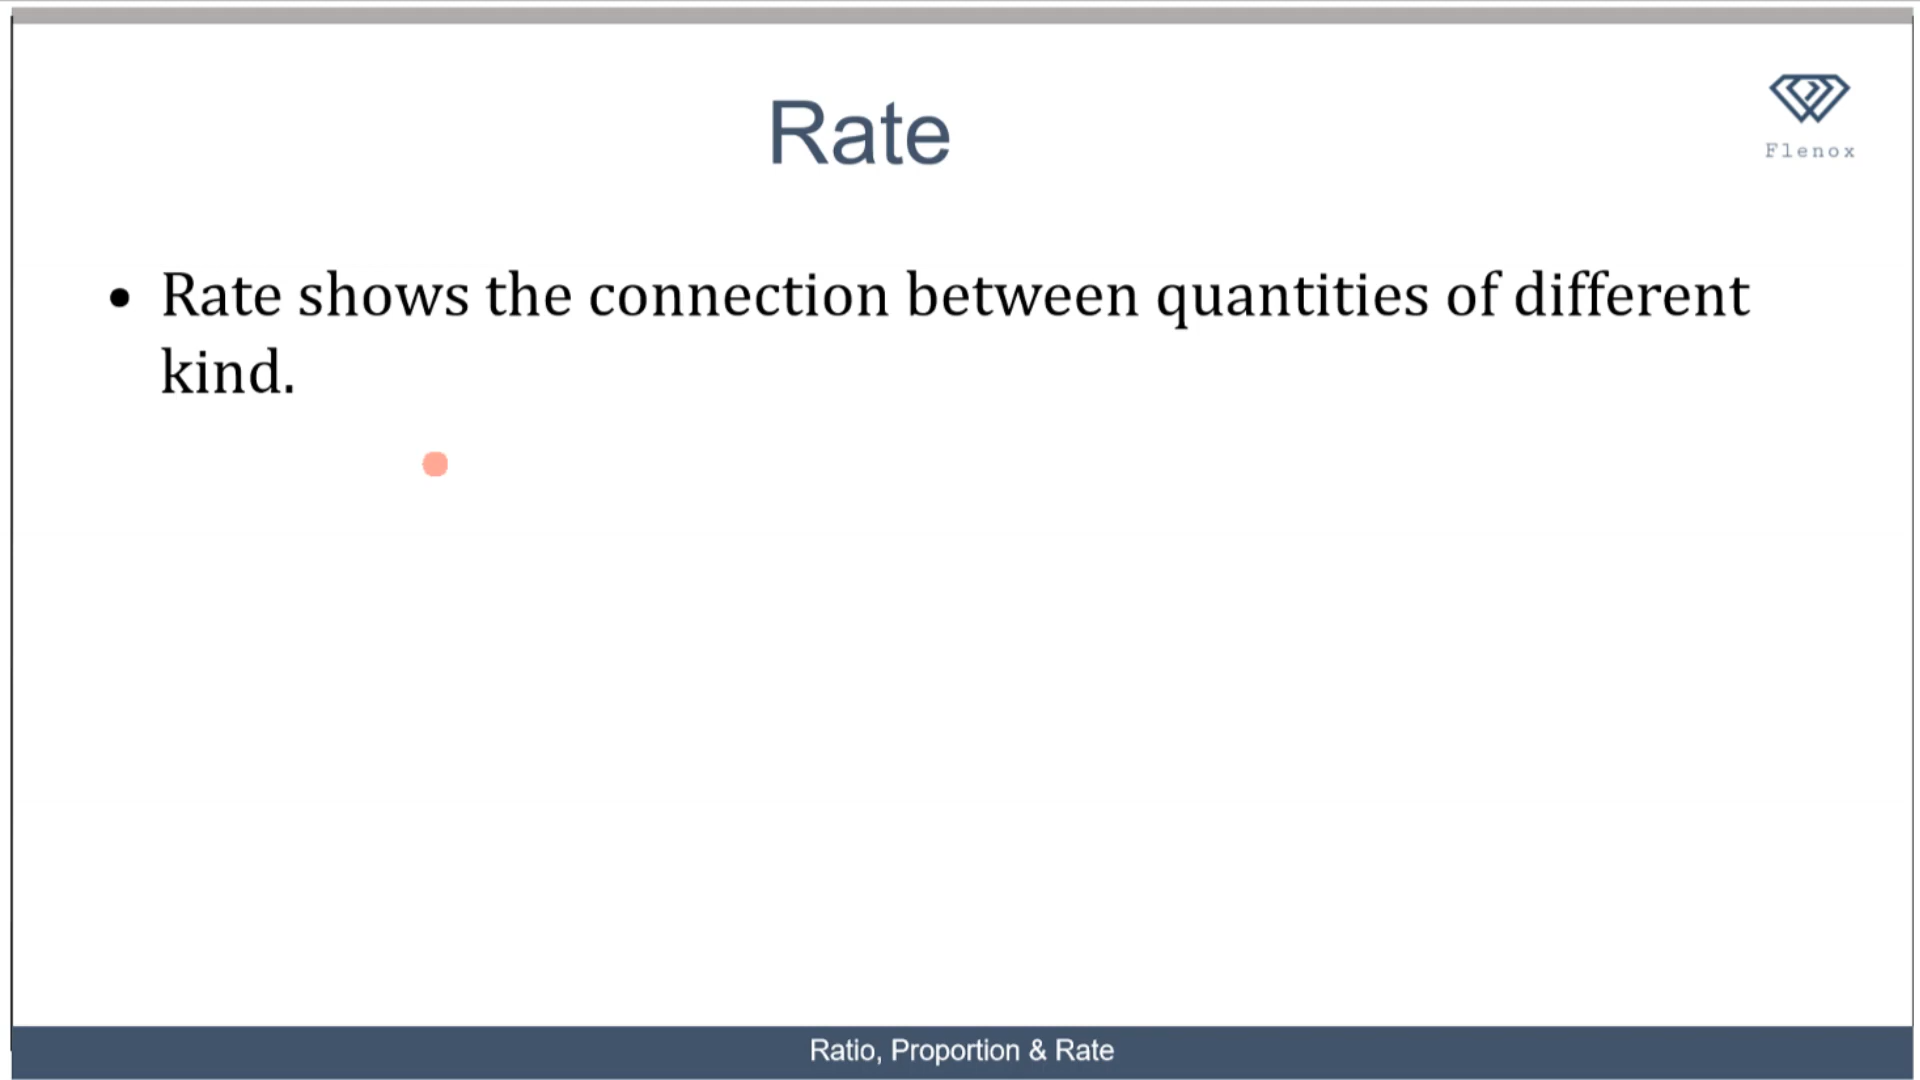 Rate
Flenox
• Rate shows the connection between quantities of different
kind.
Ratio, Proportion & Rate